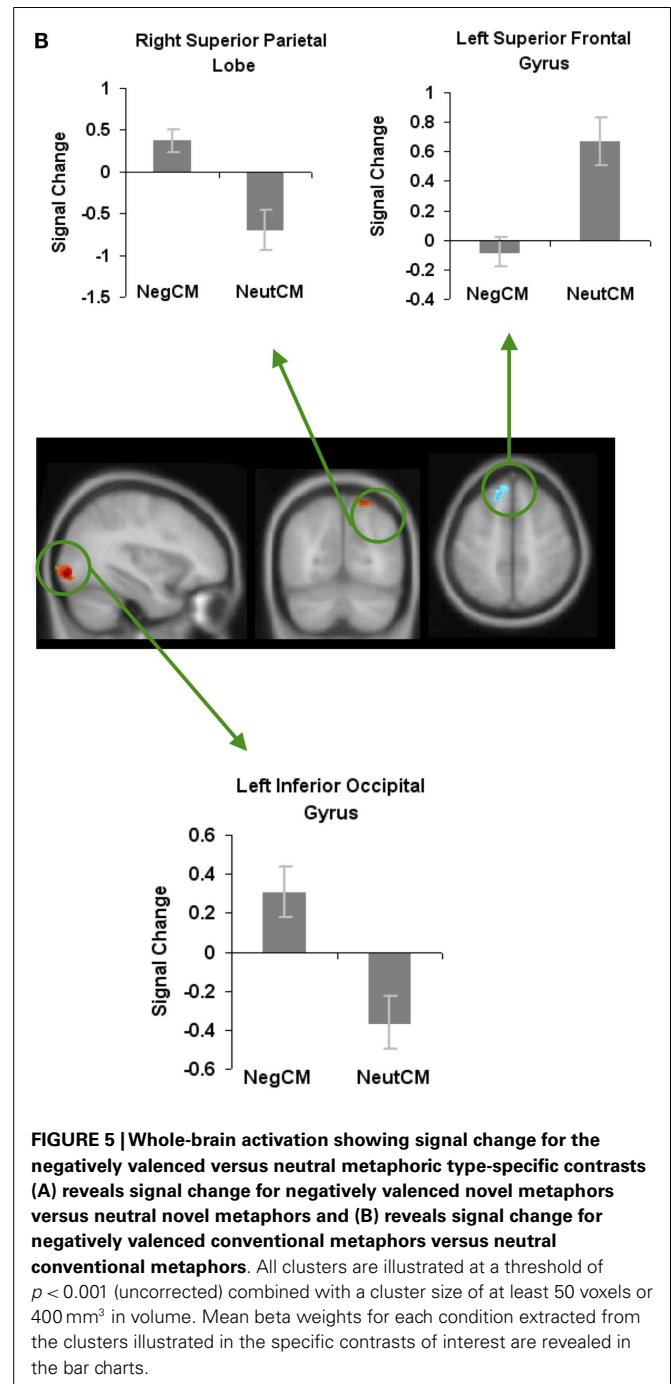 B
Right Superior Parietal
Lobe
Signal Change
1
0.5
0
-0.5
-1
-1.5
NegCM NeutCM
Left Superior Frontal
Gyrus
Signal Change
1
0.8
0.6
0.4
0.2
0
-0.2
-0.4
NegCM NeutCM
Left Inferior Occipital
Gyrus
Signal Change
0.6
0.4
0.2
0
-0.2
-0.4
-0.6
NegCM NeutCM
FIGURE 5 | Whole-brain activation showing signal change for the
negatively valenced versus neutral metaphoric type-specific contrasts
(A) reveals signal change for negatively valenced novel metaphors
versus neutral novel metaphors and (B) reveals signal change for
negatively valenced conventional metaphors versus neutral
conventional metaphors. All clusters are illustrated at a threshold of
p < 0.001 (uncorrected) combined with a cluster size of at least 50 voxels or
400 mm³ in volume. Mean beta weights for each condition extracted from
the clusters illustrated in the specific contrasts of interest are revealed in
the bar charts.